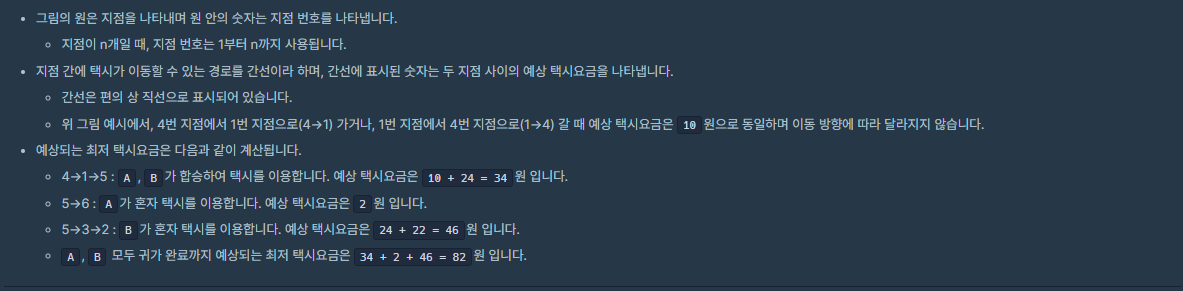 그림의 원은 지점을 나타내며 원 안의 숫자는 지점 번호를 나타냅니다.
지점이 n개일 때, 지점 번호는 1부터 n까지 사용됩니다.
지점 간에 택시가 이동할 수 있는 경로를 간선이라 하며, 간선에 표시된 숫자는 두 지점 사이의 예상 택시요금을 나타냅니다.
간선은 편의 상 직선으로 표시되어 있습니다.
위 그림 예시에서, 4번 지점에서 1번 지점으로(4→1) 가거나, 1번 지점에서 4번 지점으로(1→4) 갈 때 예상 택시요금은 10 원으로 동일하며 이동 방향에 따라 달라지지 않습니다.
예상되는 최저 택시요금은 다음과 같이 계산됩니다.
4→1→5 : A , B 가 합승하여 택시를 이용합니다. 예상 택시요금은 10 + 24 = 34 원 입니다.
5→6 : A 가 혼자 택시를 이용합니다. 예상 택시요금은 2 원 입니다.
5→3→2 : B 가 혼자 택시를 이용합니다. 예상 택시요금은 24 + 22 = 46 원 입니다.
A , B 모두 귀가 완료까지 예상되는 최저 택시요금은 34 + 2 + 46 = 82 원 입니다.